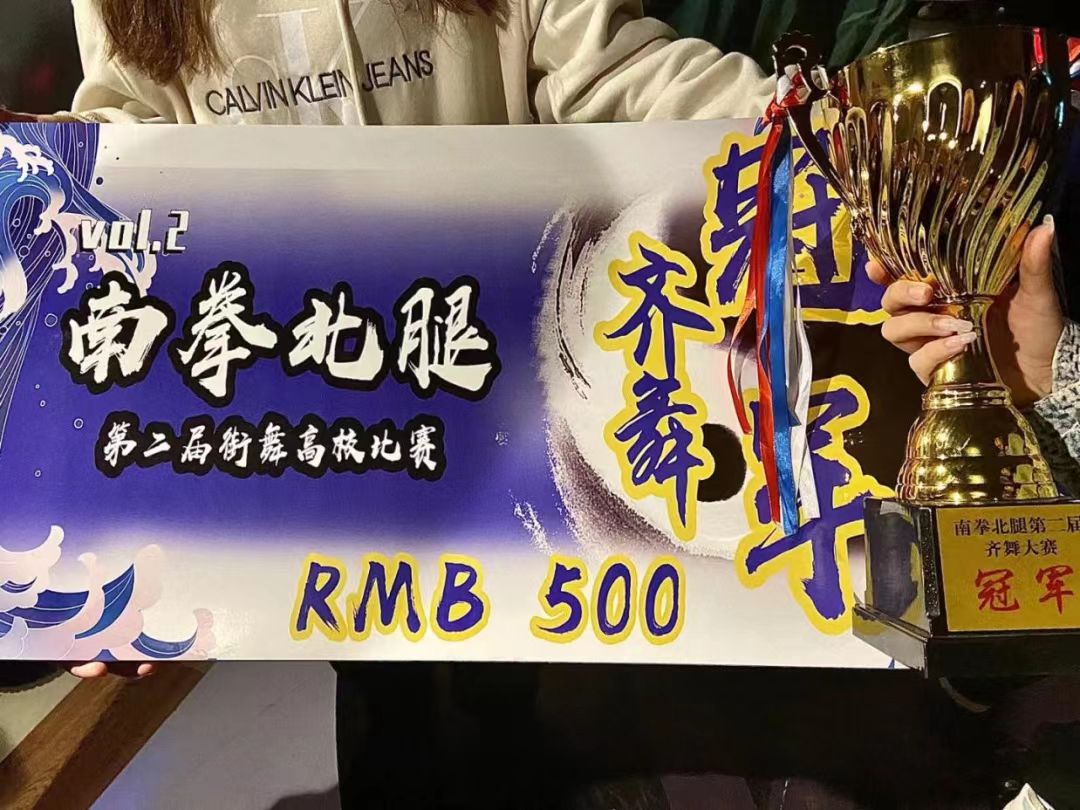 CALVIN KLEIN JEANS
vol.2
南拳北腿
第二届街舞高校比赛
齐舞
冠军
RMB 500
南拳北腿第二届
齐舞大赛
冠军